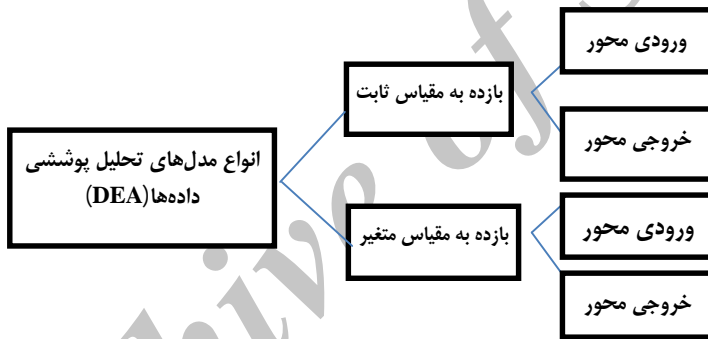 انواع مدل‌های تحلیل پوششی
داده‌ها(DEA)
بازده به مقیاس ثابت
ورودی محور
خروجی محور
بازده به مقیاس متغیر
ورودی محور
خروجی محور